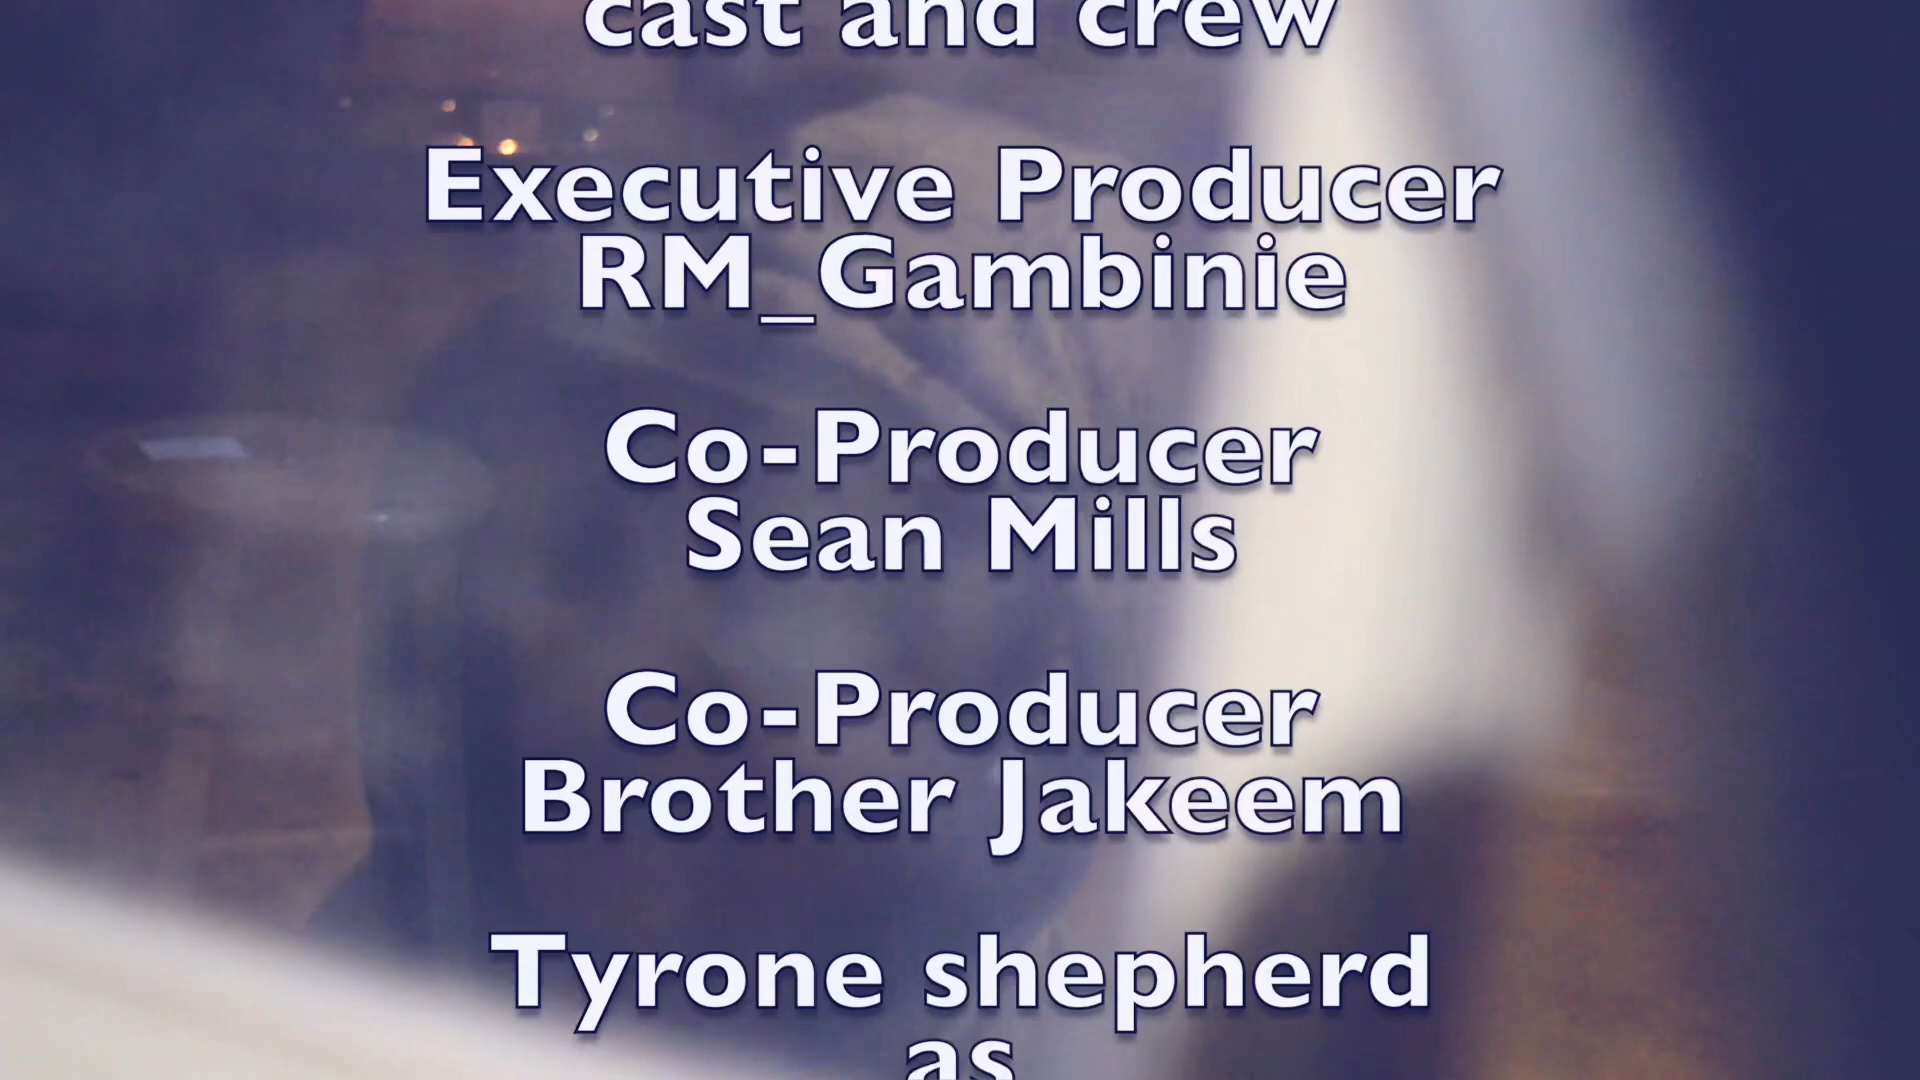 cast and crew
Executive Producer
RM_Gambinie
Co-Producer
Sean Mills
Co-Producer
Brother Jakeem
Tyrone shepherd
as